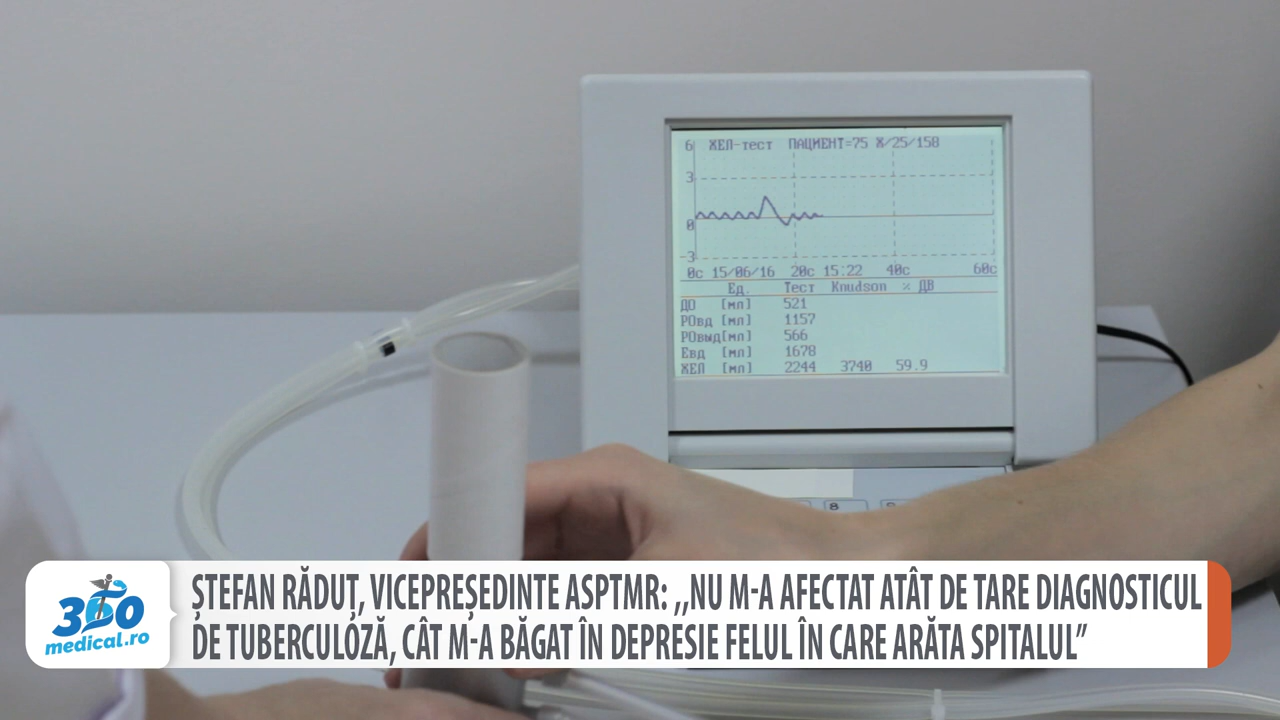 6 ЖЕЛ-тест ПАЦИЕНТ=75 Ж/25/158
3
0
-3
0с 15/06/16 20с 15:22 40с 60с
Ед. Тест Knudson % ДВ
ДО [мл] 521
РОвд [мл] 1157
РОвыд[мл] 566
Евд [мл] 1678
ЖЕЛ [мл] 2244 3740 59.9
8
360
medical.ro
ȘTEFAN RĂDUȚ, VICEPREȘEDINTE ASPTMR: ,,NU M-A AFECTAT ATÂT DE TARE DIAGNOSTICUL
DE TUBERCULOZĂ, CÂT M-A BĂGAT ÎN DEPRESIE FELUL ÎN CARE ARĂTA SPITALUL”